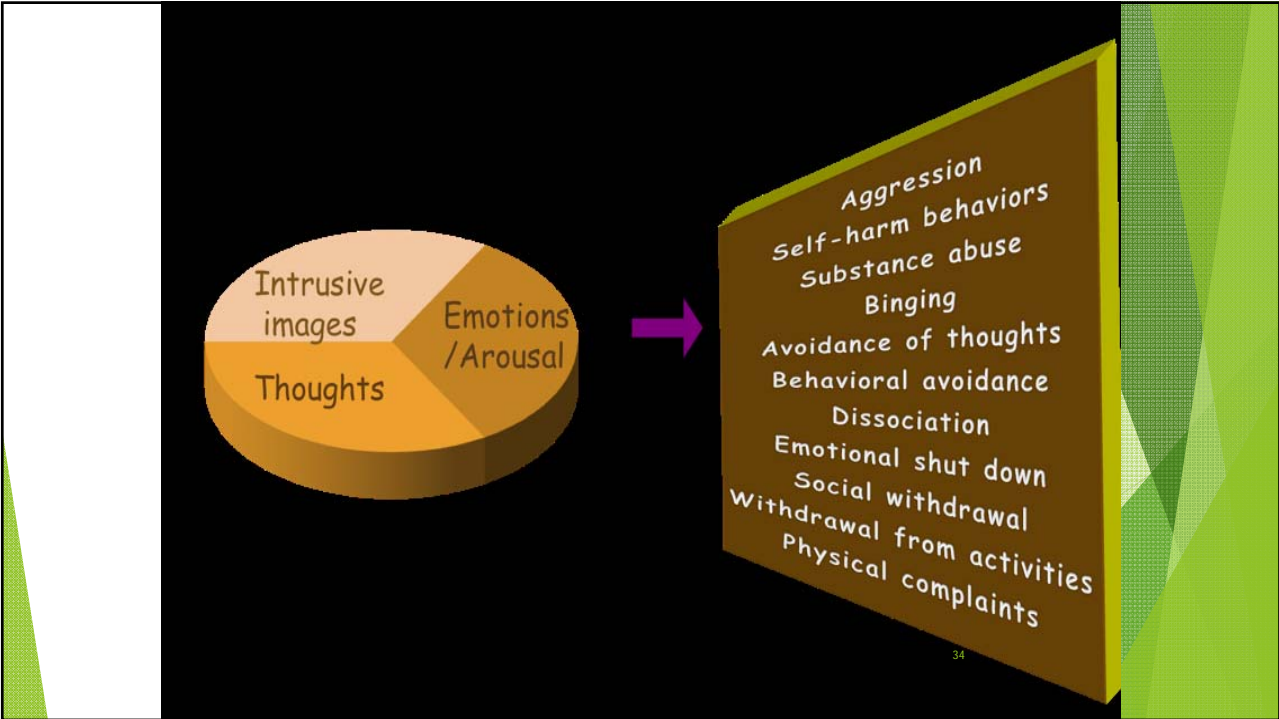 Intrusive
images
Emotions
/Arousal
Thoughts
Aggression
Self-harm behaviors
Substance abuse
Binging
Avoidance of thoughts
Behavioral avoidance
Dissociation
Emotional shut down
Social withdrawal
Withdrawal from activities
Physical complaints
34